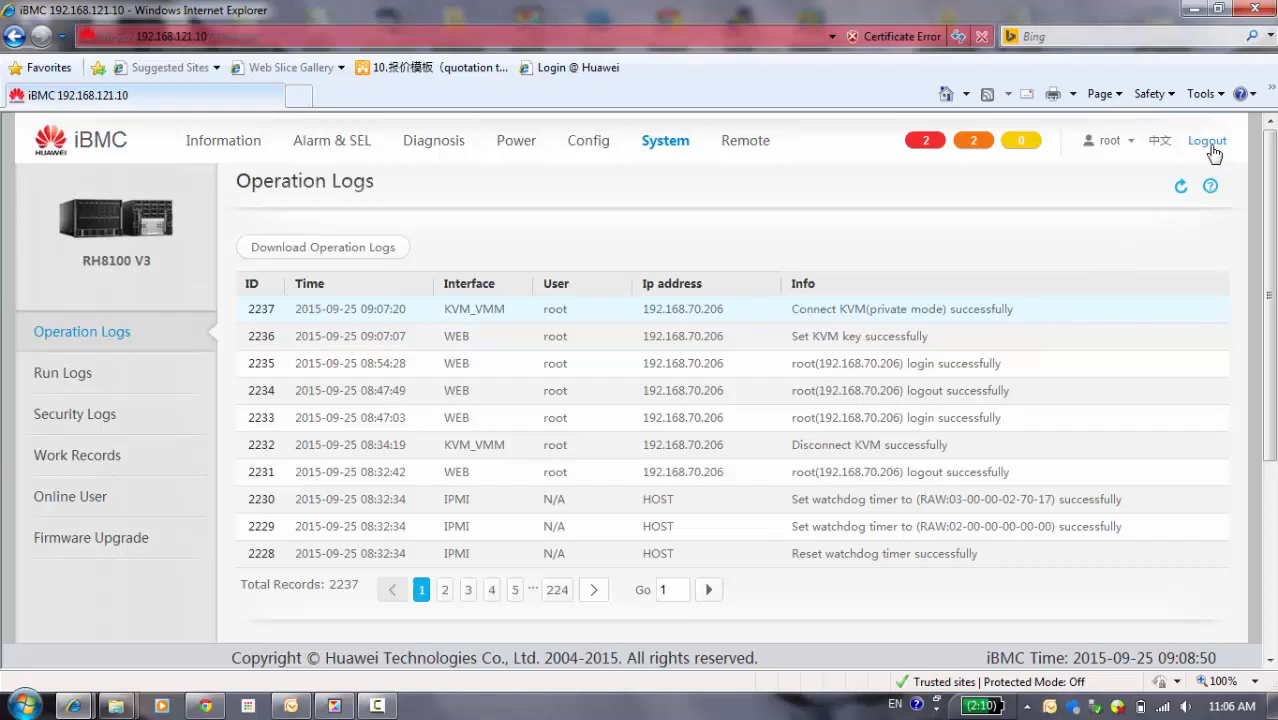 iBMC 192.168.121.10 - Windows Internet Explorer
192.168.121.10 Certificate Error Bing
Favorites Suggested Sites Web Slice Gallery 10.报价模板（quotation t... Login @ Huawei
iBMC 192.168.121.10 Page Safety Tools
HUAWEI iBMC Information Alarm & SEL Diagnosis Power Config System Remote 2 2 0 root 中文 Logout
Operation Logs
RH8100 V3
Operation Logs
Run Logs
Security Logs
Work Records
Online User
Firmware Upgrade
Download Operation Logs
ID Time Interface User Ip address Info
2237 2015-09-25 09:07:20 KVM_VMM root 192.168.70.206 Connect KVM(private mode) successfully
2236 2015-09-25 09:07:07 WEB root 192.168.70.206 Set KVM key successfully
2235 2015-09-25 08:54:28 WEB root 192.168.70.206 root(192.168.70.206) login successfully
2234 2015-09-25 08:47:49 WEB root 192.168.70.206 root(192.168.70.206) logout successfully
2233 2015-09-25 08:47:03 WEB root 192.168.70.206 root(192.168.70.206) login successfully
2232 2015-09-25 08:34:19 KVM_VMM root 192.168.70.206 Disconnect KVM successfully
2231 2015-09-25 08:32:42 WEB root 192.168.70.206 root(192.168.70.206) logout successfully
2230 2015-09-25 08:32:34 IPMI N/A HOST Set watchdog timer to (RAW:03-00-00-02-70-17) successfully
2229 2015-09-25 08:32:34 IPMI N/A HOST Set watchdog timer to (RAW:02-00-00-00-00-00) successfully
2228 2015-09-25 08:32:34 IPMI N/A HOST Reset watchdog timer successfully
Total Records: 2237 < 1 2 3 4 5 ... 224 > Go 1
Copyright © Huawei Technologies Co., Ltd. 2004-2015. All rights reserved. iBMC Time: 2015-09-25 09:08:50
Trusted sites | Protected Mode: Off 100%
EN (2:10) 11:06 AM